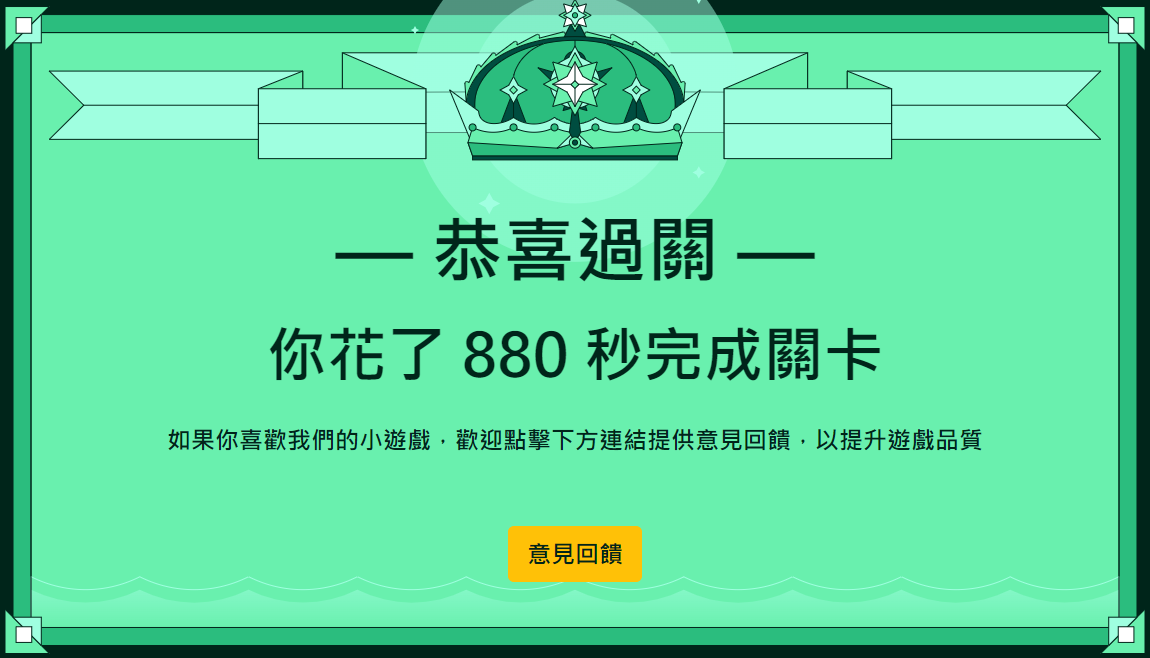 — 恭喜過關 —
你花了 880 秒完成關卡
如果你喜歡我們的小遊戲，歡迎點擊下方連結提供意見回饋，以提升遊戲品質
意見回饋